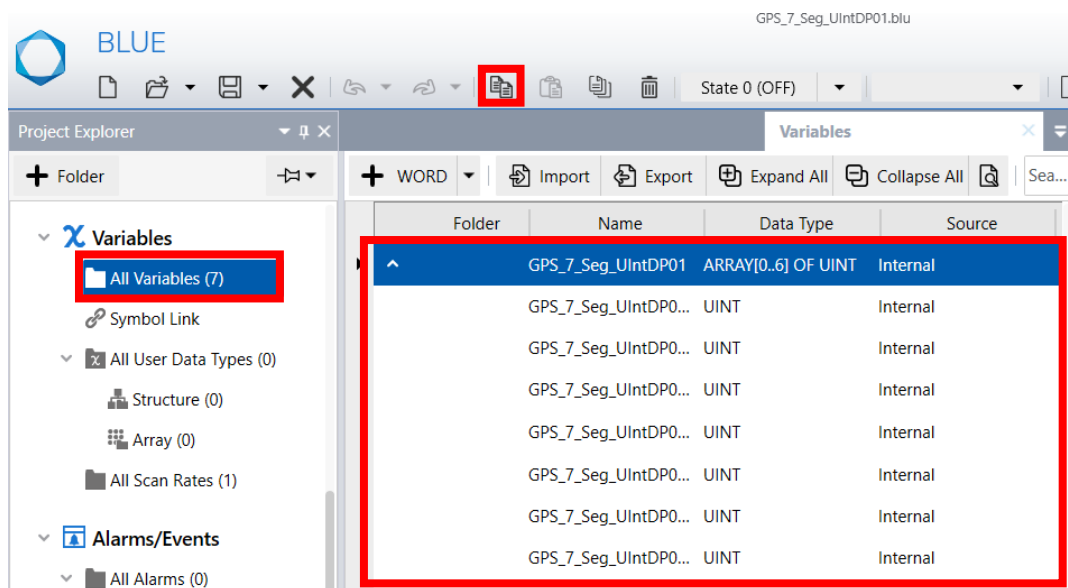 GPS_7_Seg_UIntDP01.blu
BLUE
State 0 (OFF)
Project Explorer
Variables
Folder
WORD Import Export Expand All Collapse All Sea...
Folder Name Data Type Source
Variables
All Variables (7)
Symbol Link
All User Data Types (0)
Structure (0)
Array (0)
All Scan Rates (1)
Alarms/Events
All Alarms (0)
GPS_7_Seg_UIntDP01 ARRAY[0..6] OF UINT Internal
GPS_7_Seg_UIntDP0... UINT Internal
GPS_7_Seg_UIntDP0... UINT Internal
GPS_7_Seg_UIntDP0... UINT Internal
GPS_7_Seg_UIntDP0... UINT Internal
GPS_7_Seg_UIntDP0... UINT Internal
GPS_7_Seg_UIntDP0... UINT Internal
GPS_7_Seg_UIntDP0... UINT Internal